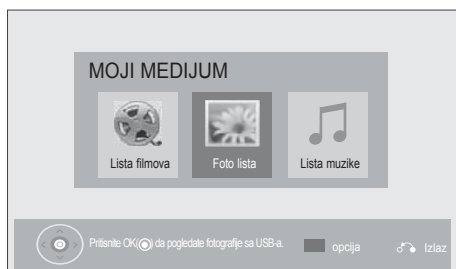 MOJI MEDIJUM
Lista filmova
Foto lista
Lista muzike
Pritisnite OK(◉) da pogledate fotografije sa USB-a.
opcija
Izlaz